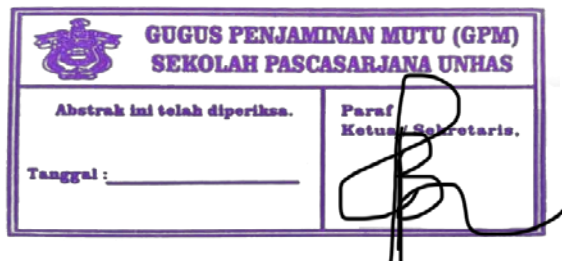 GUGUS PENJAMINAN MUTU (GPM)
SEKOLAH PASCASARJANA UNHAS
Abstrak ini telah diperiksa.
Tanggal :
Paraf
Ketua / Sekretaris,